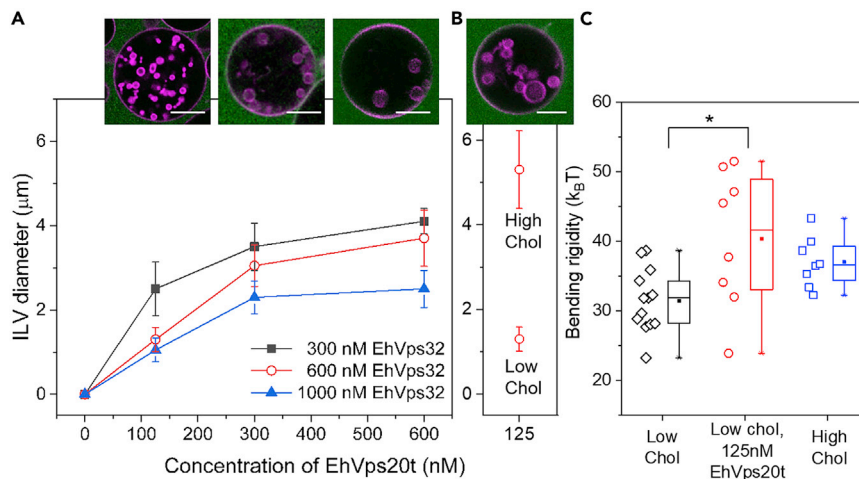 A
B
C
ILV diameter (μm)
6
4
2
0
300 nM EhVps32
600 nM EhVps32
1000 nM EhVps32
0 100 200 300 400 500 600
Concentration of EhVps20t (nM)
6
4
2
0
High
Chol
Low
Chol
125
Bending rigidity (k_BT)
60
50
40
30
20
*
Low
Chol
Low chol,
125nM
EhVps20t
High
Chol